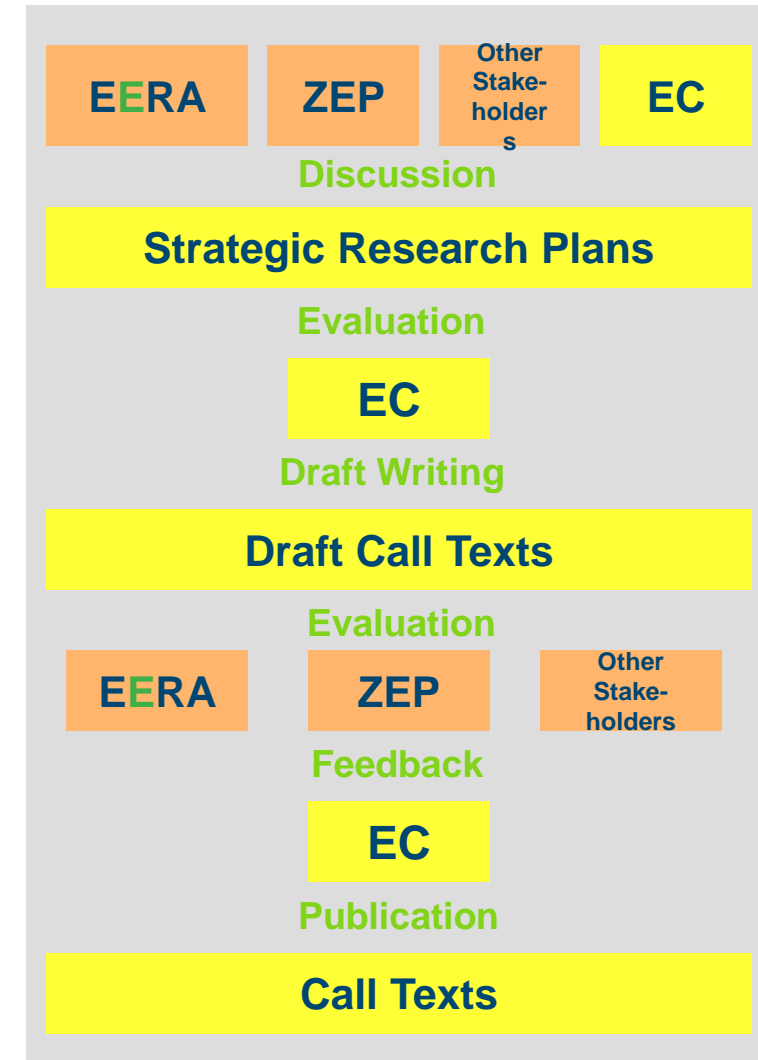 EERA
ZEP
Other
Stake-
holder
s
EC
Discussion
Strategic Research Plans
Evaluation
EC
Draft Writing
Draft Call Texts
Evaluation
EERA
ZEP
Other
Stake-
holders
Feedback
EC
Publication
Call Texts